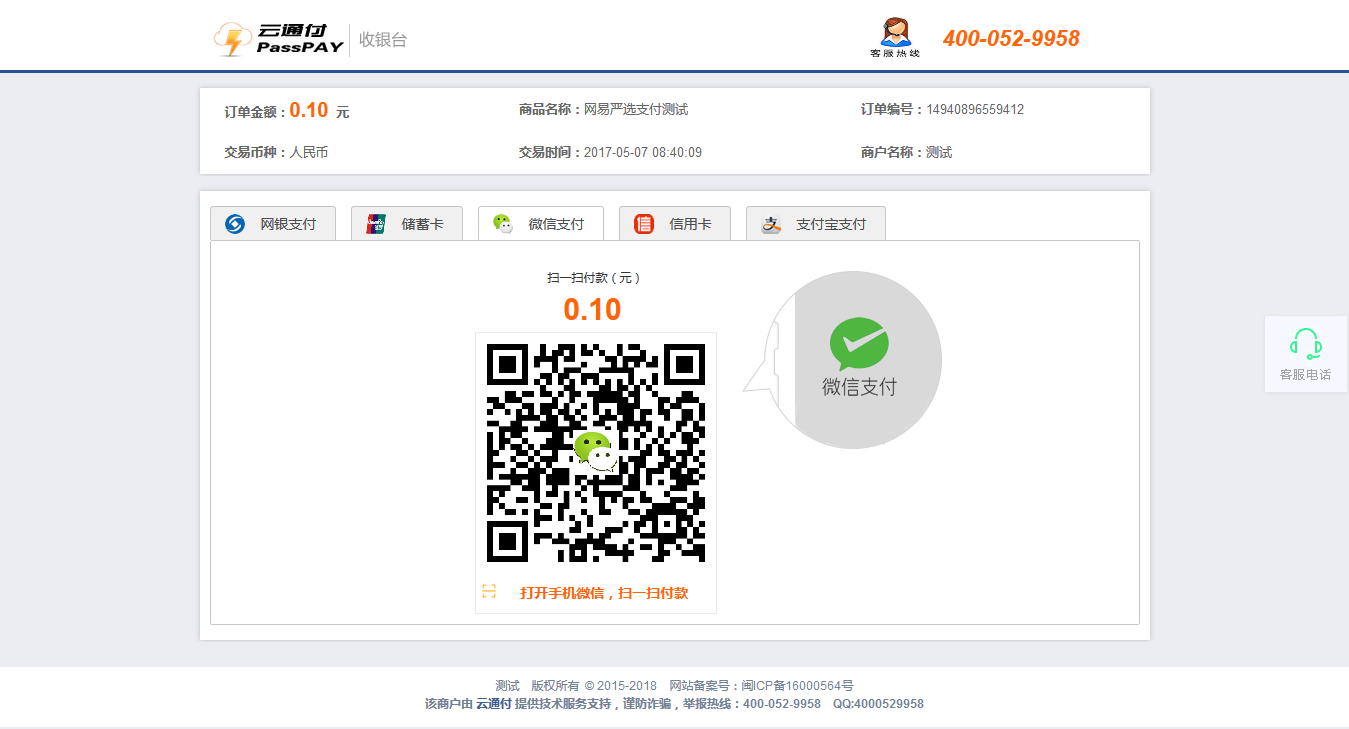 云通付
PassPAY
收银台
客服热线
400-052-9958
订单金额：0.10 元
商品名称：网易严选支付测试
订单编号：14940896559412
交易币种：人民币
交易时间：2017-05-07 08:40:09
商户名称：测试
网银支付
储蓄卡
微信支付
信用卡
支付宝支付
扫一扫付款（元）
0.10
微信支付
打开手机微信，扫一扫付款
客服电话
测试 版权所有 © 2015-2018 网站备案号：闽ICP备16000564号
该商户由 云通付 提供技术服务支持，谨防诈骗，举报热线：400-052-9958 QQ:4000529958